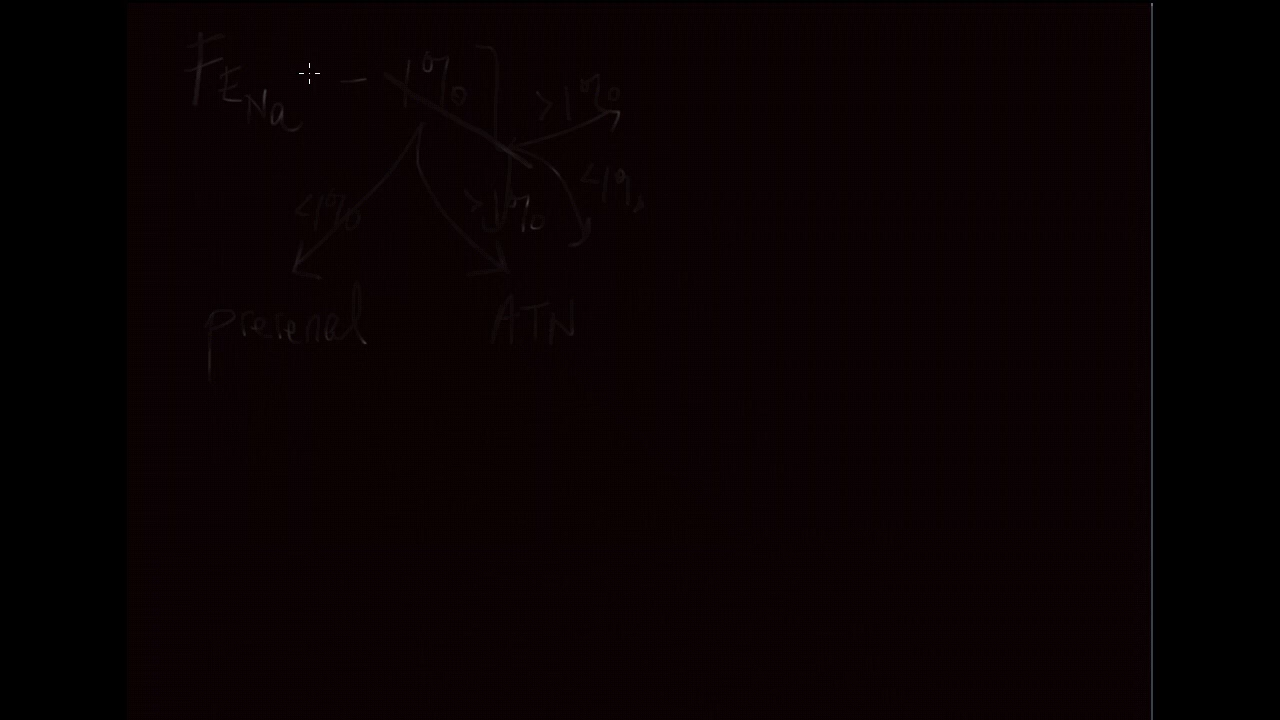 FENa - 1%
>1%
<1%
<1% >1%
prerenal ATN